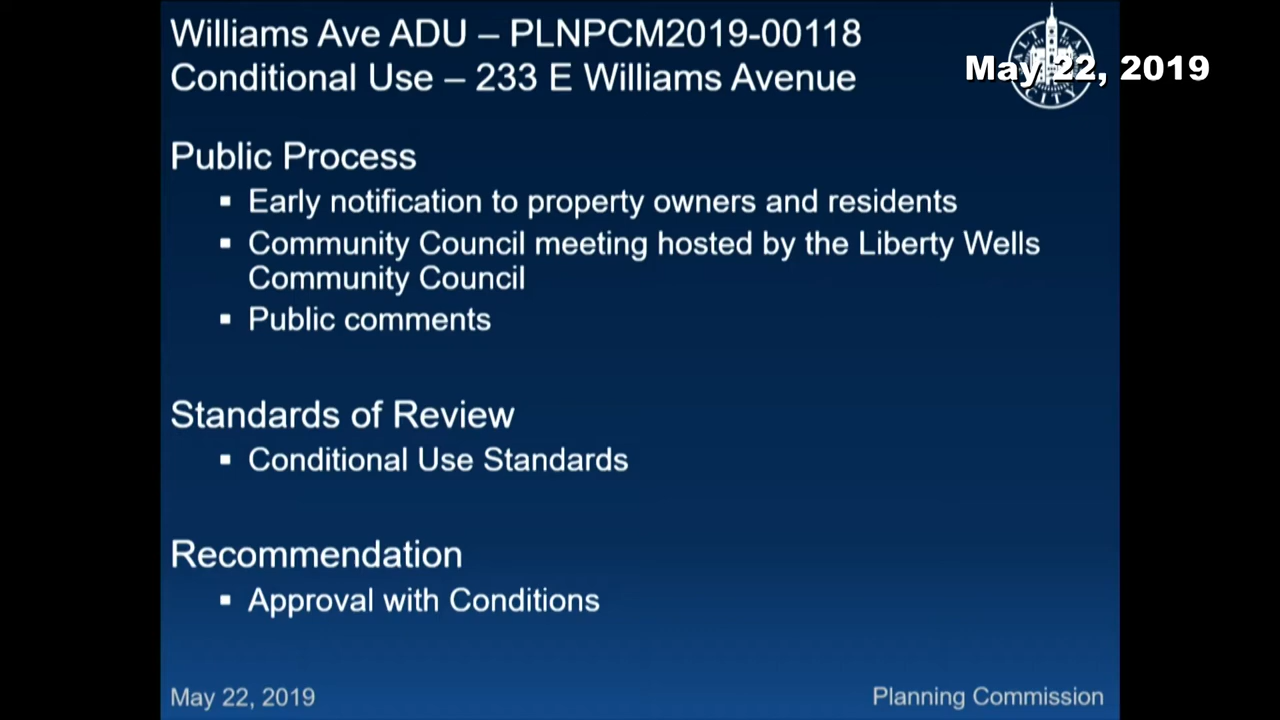 Williams Ave ADU – PLNPCM2019-00118
Conditional Use – 233 E Williams Avenue
May 22, 2019
CITY
Public Process
▪ Early notification to property owners and residents
▪ Community Council meeting hosted by the Liberty Wells
Community Council
▪ Public comments
Standards of Review
▪ Conditional Use Standards
Recommendation
▪ Approval with Conditions
May 22, 2019
Planning Commission